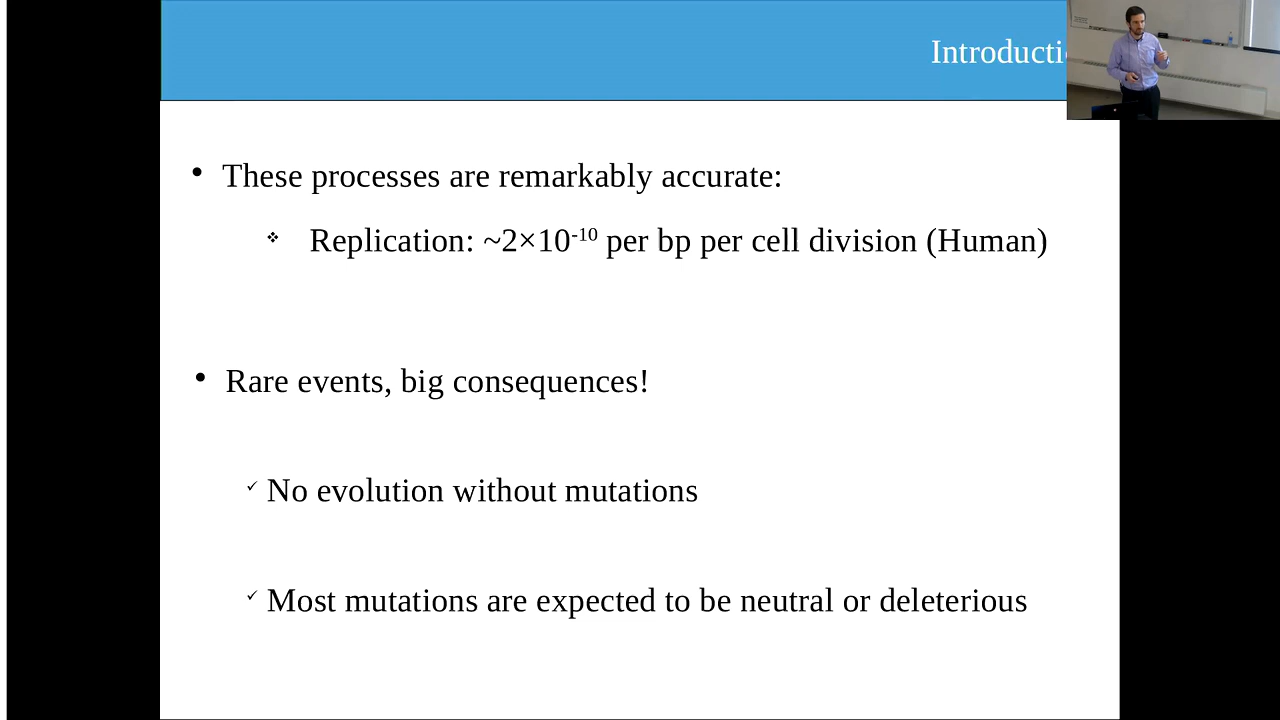 Introducti
• These processes are remarkably accurate:
❖ Replication: ~2×10⁻¹⁰ per bp per cell division (Human)
• Rare events, big consequences!
✓ No evolution without mutations
✓ Most mutations are expected to be neutral or deleterious